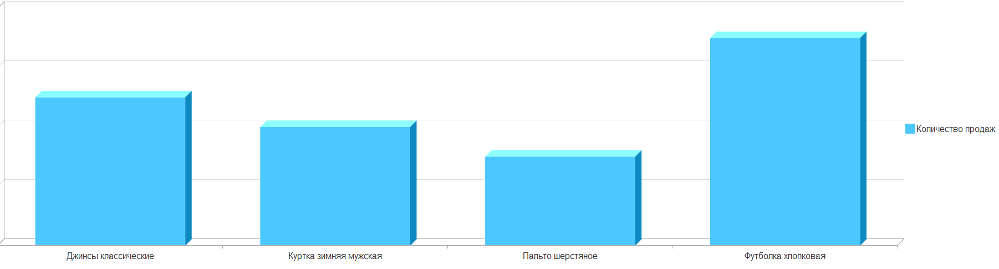 Количество продаж
Джинсы классические
Куртка зимняя мужская
Пальто шерстяное
Футболка хлопковая